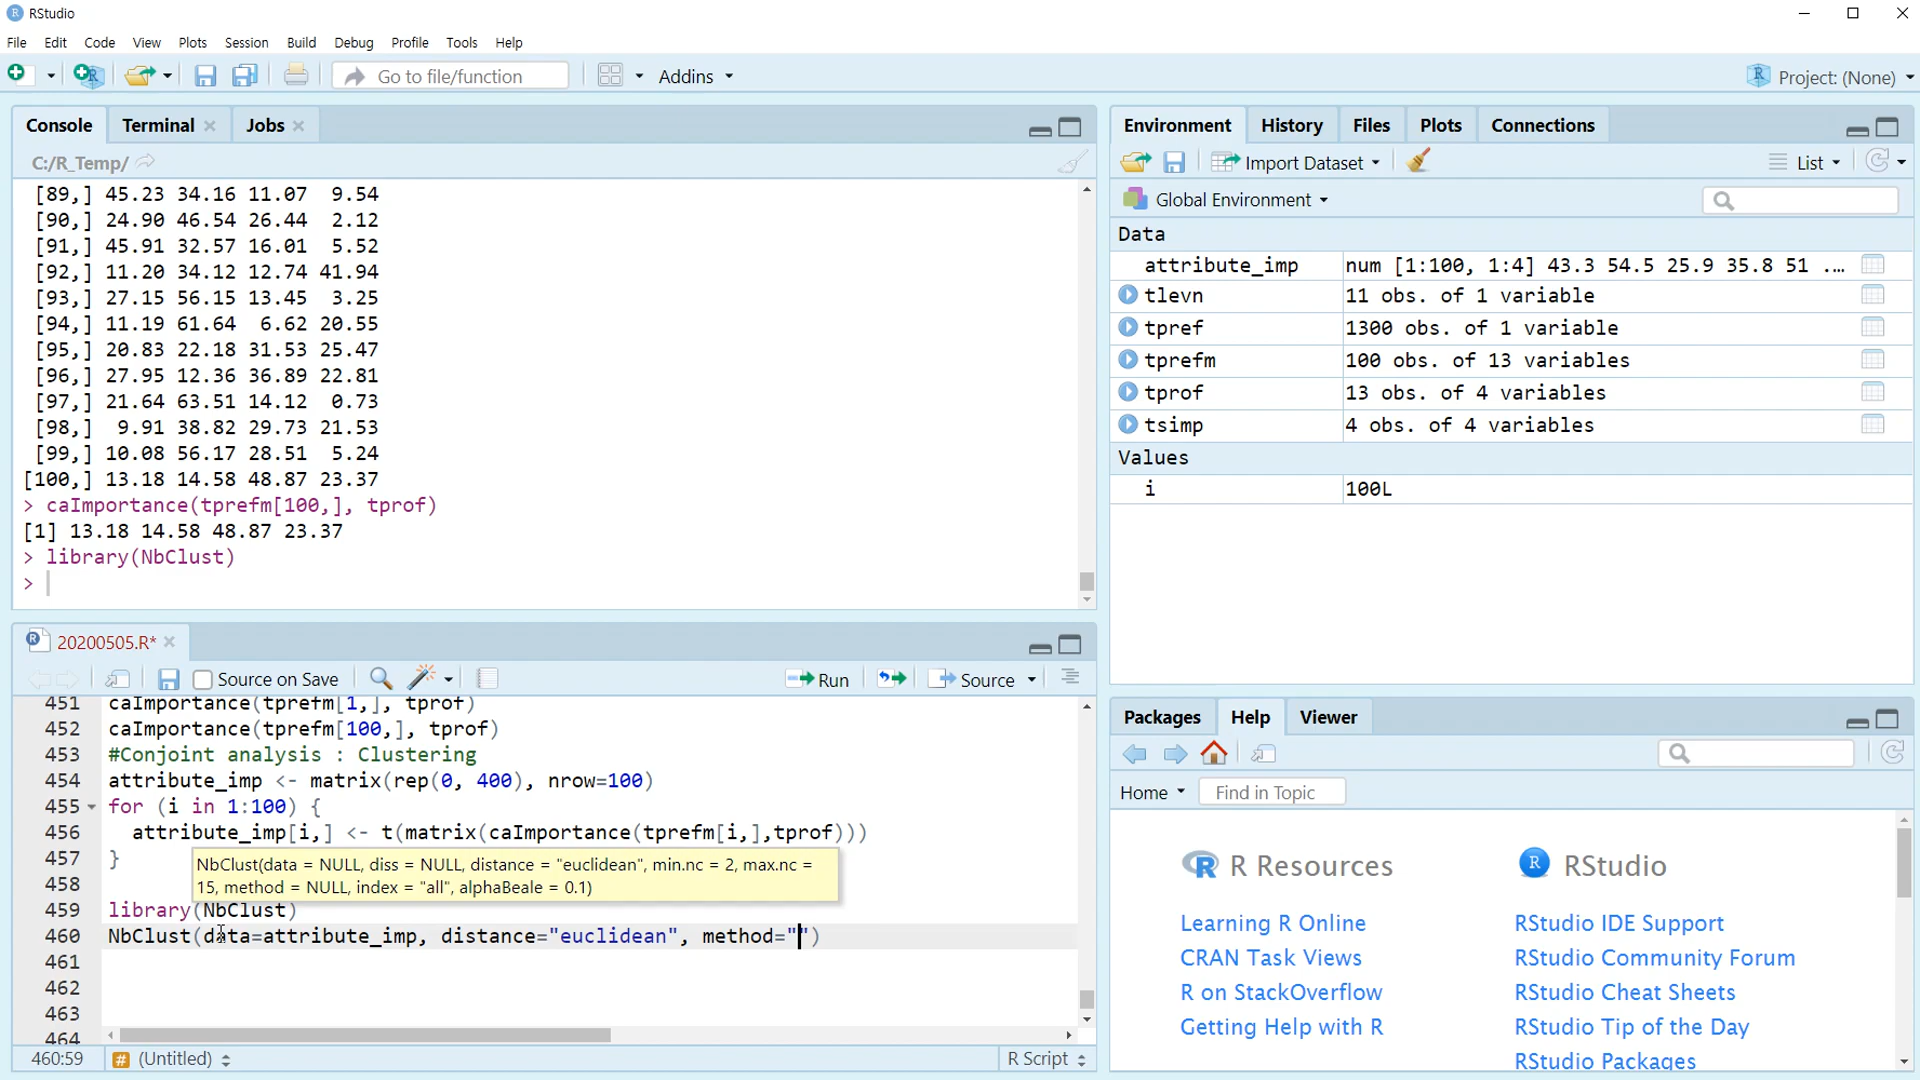 RStudio
File Edit Code View Plots Session Build Debug Profile Tools Help
Go to file/function Addins Project: (None)
Console Terminal Jobs
C:/R_Temp/
[89,] 45.23 34.16 11.07 9.54
[90,] 24.90 46.54 26.44 2.12
[91,] 45.91 32.57 16.01 5.52
[92,] 11.20 34.12 12.74 41.94
[93,] 27.15 56.15 13.45 3.25
[94,] 11.19 61.64 6.62 20.55
[95,] 20.83 22.18 31.53 25.47
[96,] 27.95 12.36 36.89 22.81
[97,] 21.64 63.51 14.12 0.73
[98,] 9.91 38.82 29.73 21.53
[99,] 10.08 56.17 28.51 5.24
[100,] 13.18 14.58 48.87 23.37
> caImportance(tprefm[100,], tprof)
[1] 13.18 14.58 48.87 23.37
> library(NbClust)
>
20200505.R*
Source on Save Run Source
451 caImportance(tprefm[1,], tprof)
452 caImportance(tprefm[100,], tprof)
453 #Conjoint analysis : Clustering
454 attribute_imp <- matrix(rep(0, 400), nrow=100)
455 for (i in 1:100) {
456 attribute_imp[i,] <- t(matrix(caImportance(tprefm[i,],tprof)))
457 }
NbClust(data = NULL, diss = NULL, distance = "euclidean", min.nc = 2, max.nc =
15, method = NULL, index = "all", alphaBeale = 0.1)
458
459 library(NbClust)
460 NbClust(data=attribute_imp, distance="euclidean", method="")
461
462
463
464
460:59 # (Untitled) R Script
Environment History Files Plots Connections
Import Dataset List
Global Environment
Data
attribute_imp num [1:100, 1:4] 43.3 54.5 25.9 35.8 51 ...
tlevn 11 obs. of 1 variable
tpref 1300 obs. of 1 variable
tprefm 100 obs. of 13 variables
tprof 13 obs. of 4 variables
tsimp 4 obs. of 4 variables
Values
i 100L
Packages Help Viewer
Home Find in Topic
R Resources
Learning R Online
CRAN Task Views
R on StackOverflow
Getting Help with R
R RStudio
RStudio IDE Support
RStudio Community Forum
RStudio Cheat Sheets
RStudio Tip of the Day
RStudio Packages